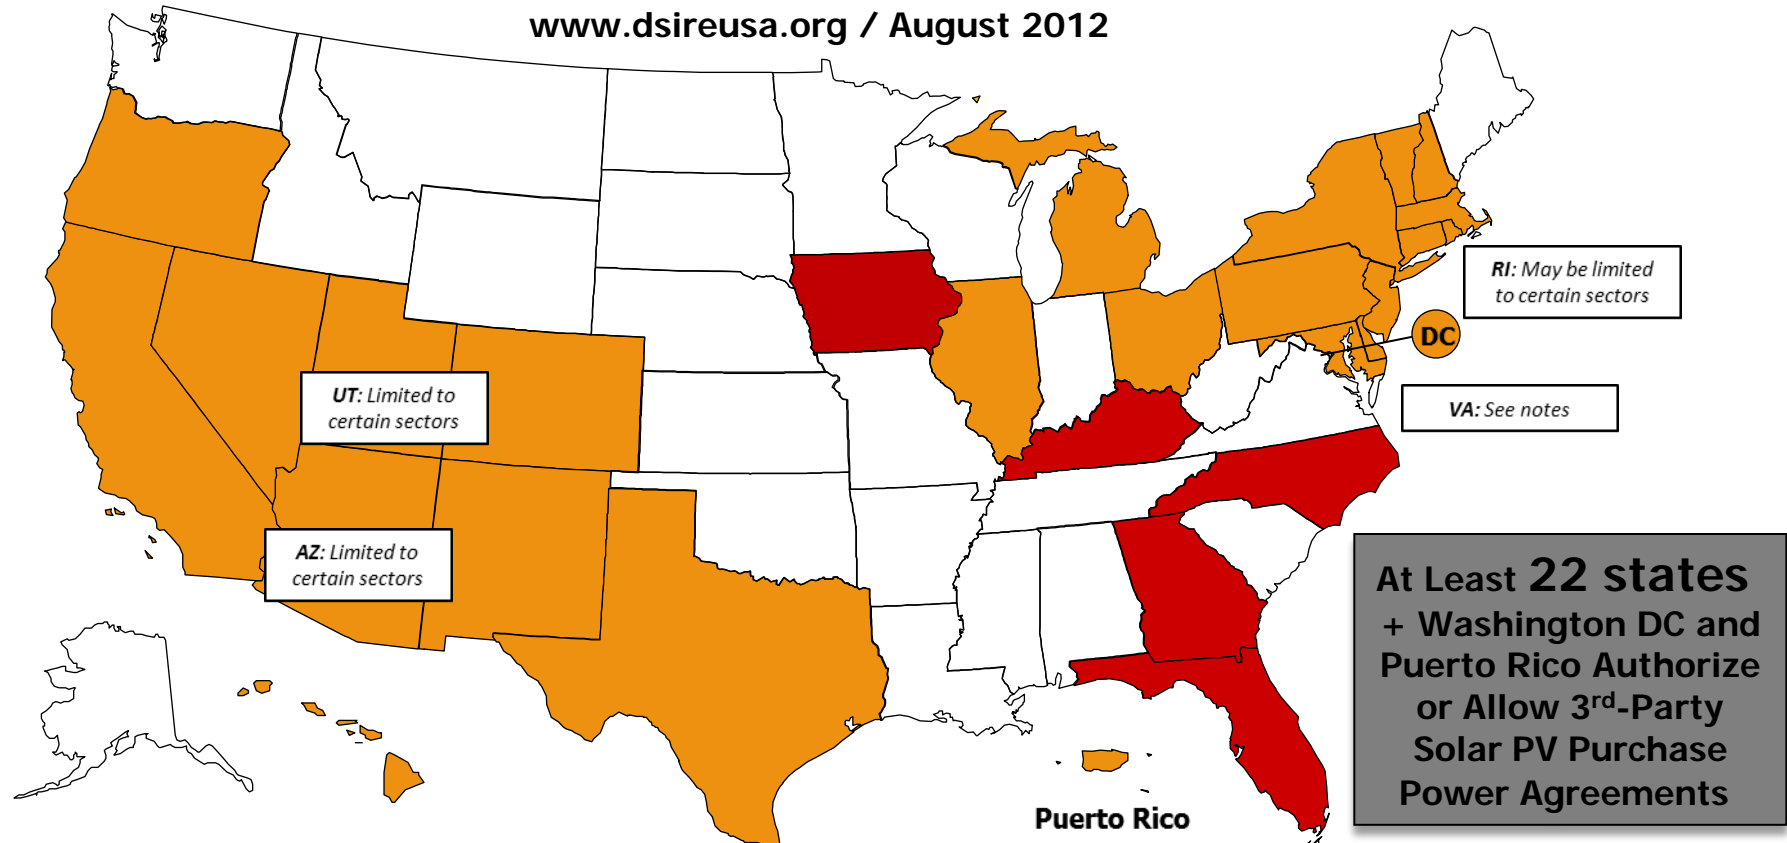 www.dsireusa.org / August 2012
RI: May be limited
to certain sectors
DC
UT: Limited to
certain sectors
VA: See notes
AZ: Limited to
certain sectors
At Least 22 states
+ Washington DC and
Puerto Rico Authorize
or Allow 3rd-Party
Solar PV Purchase
Power Agreements
Puerto Rico